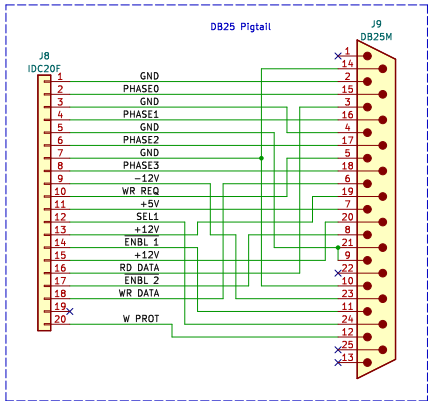 DB25 Pigtail
J9
DB25M
J8
IDC20F
1 GND
2 PHASE0
3 GND
4 PHASE1
5 GND
6 PHASE2
7 GND
8 PHASE3
9 -12V
10 WR REQ
11 +5V
12 SEL1
13 +12V
14 ENBL 1
15 +12V
16 RD DATA
17 ENBL 2
18 WR DATA
19
20 W PROT
1
14
2
15
3
16
4
17
5
18
6
19
7
20
8
21
9
22
10
23
11
24
12
25
13